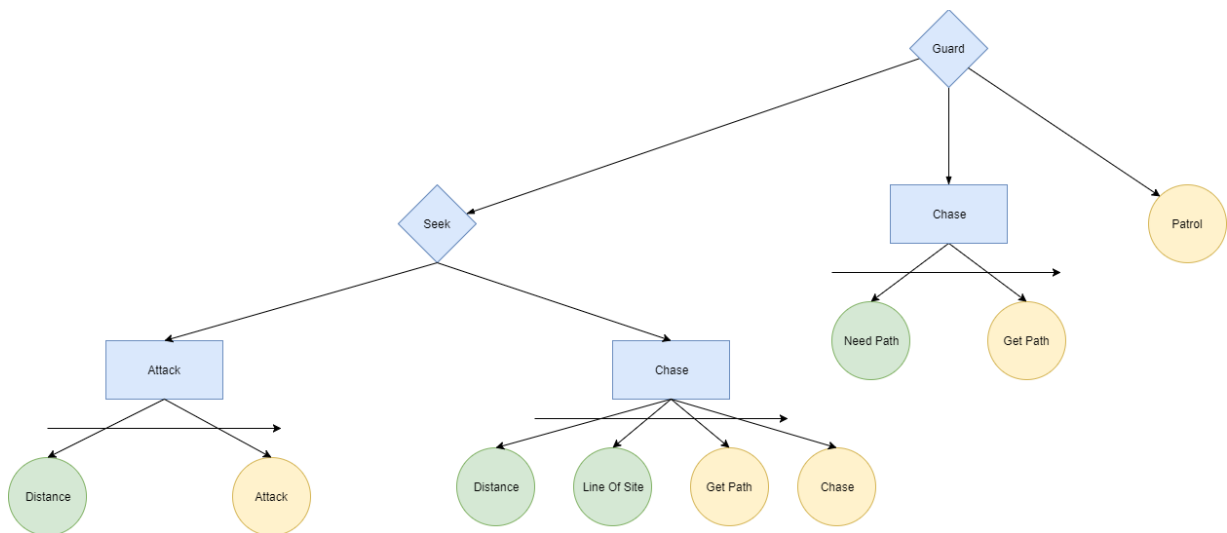 Guard
Seek
Chase
Patrol
Attack
Chase
Need Path
Get Path
Distance
Attack
Distance
Line Of Site
Get Path
Chase